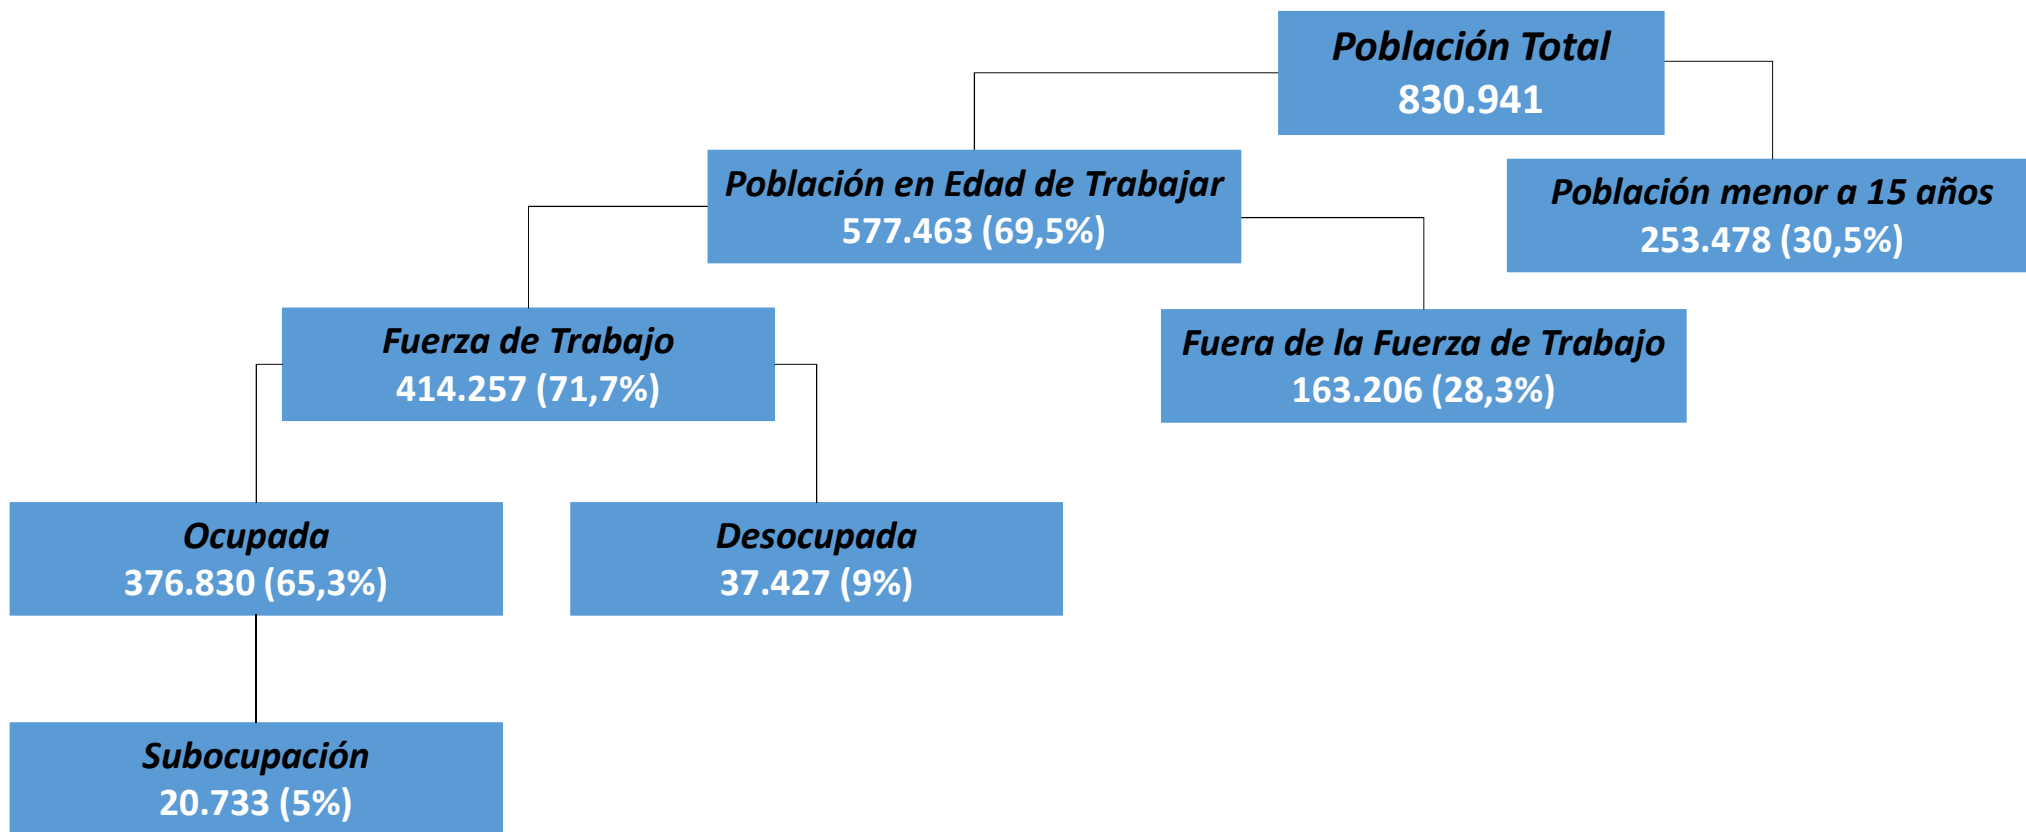 Población Total
830.941
Población en Edad de Trabajar
577.463 (69,5%)
Población menor a 15 años
253.478 (30,5%)
Fuerza de Trabajo
414.257 (71,7%)
Fuera de la Fuerza de Trabajo
163.206 (28,3%)
Ocupada
376.830 (65,3%)
Desocupada
37.427 (9%)
Subocupación
20.733 (5%)